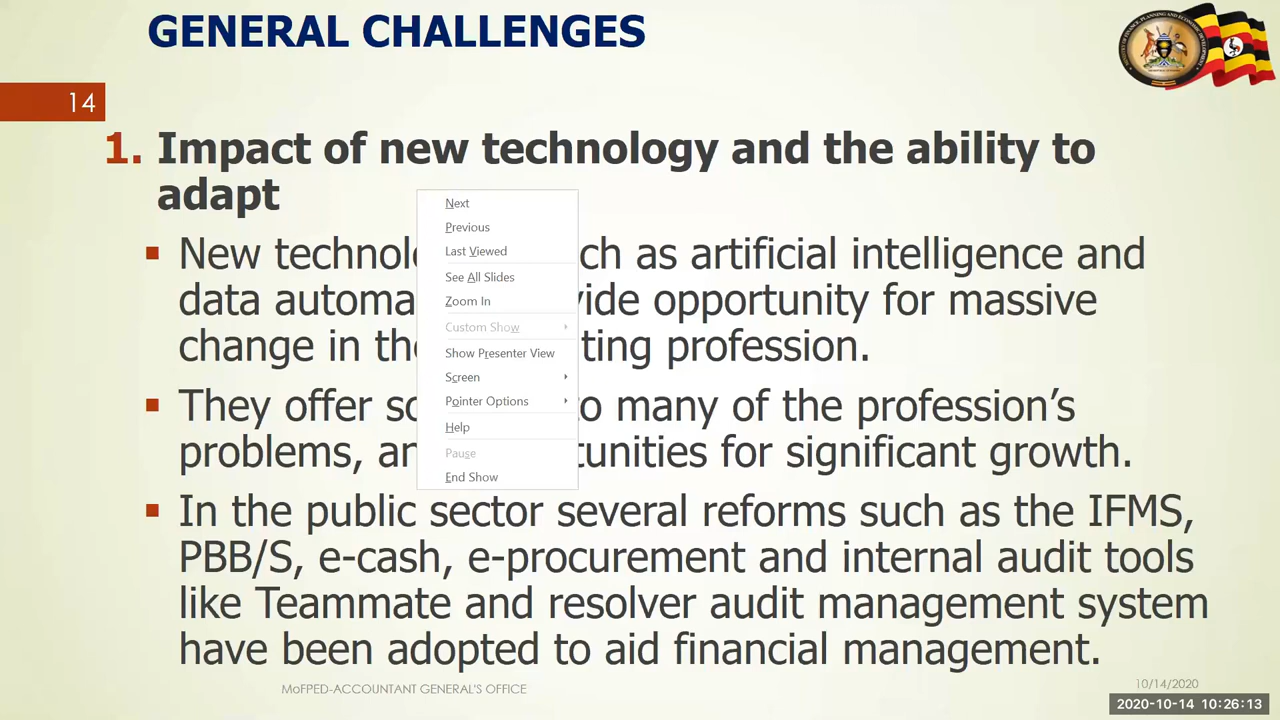 GENERAL CHALLENGES
14
1. Impact of new technology and the ability to
adapt
▪ New technol ch as artificial intelligence and
data automa vide opportunity for massive
change in the ting profession.
▪ They offer so to many of the profession’s
problems, an tunities for significant growth.
▪ In the public sector several reforms such as the IFMS,
PBB/S, e-cash, e-procurement and internal audit tools
like Teammate and resolver audit management system
have been adopted to aid financial management.
Next
Previous
Last Viewed
See All Slides
Zoom In
Custom Show
Show Presenter View
Screen
Pointer Options
Help
Pause
End Show
MoFPED-ACCOUNTANT GENERAL'S OFFICE
10/14/2020
2020-10-14 10:26:13